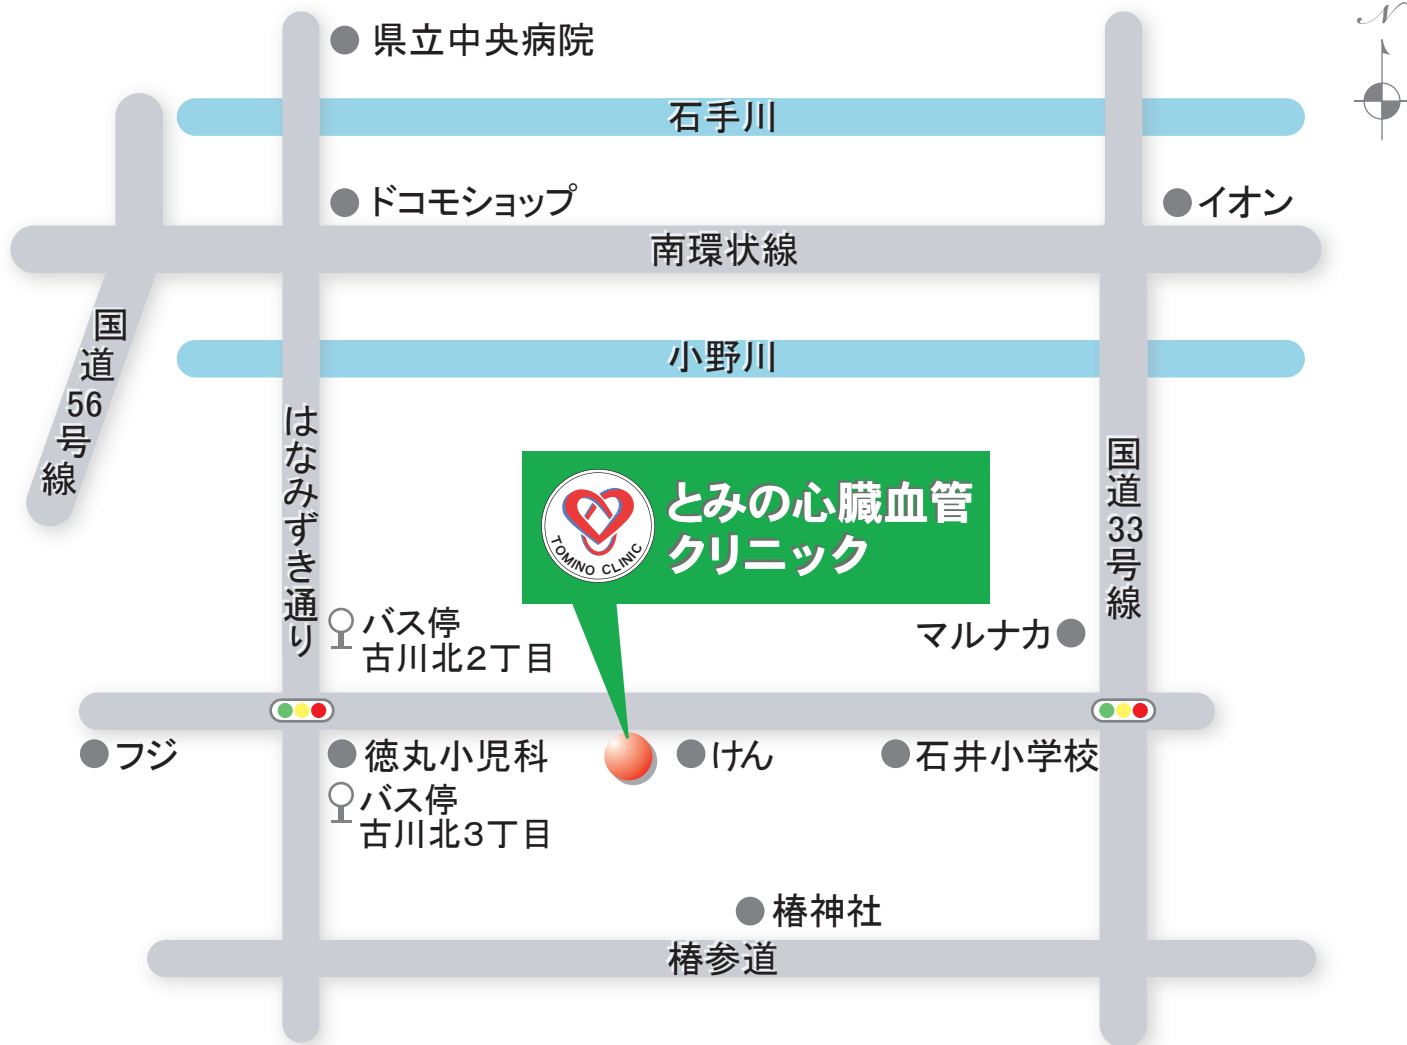 N
県立中央病院
石手川
ドコモショップ
イオン
南環状線
国道56号線
小野川
はなみずき通り
国道33号線
とみの心臓血管
クリニック
TOMINO CLINIC
バス停
古川北2丁目
マルナカ
フジ
徳丸小児科
けん
石井小学校
バス停
古川北3丁目
椿神社
椿参道